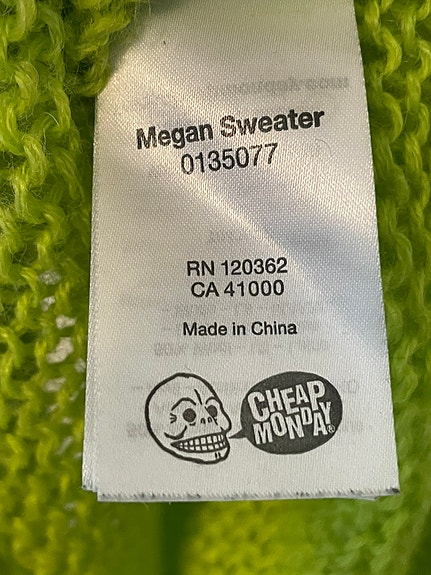 Megan Sweater
0135077
RN 120362
CA 41000
Made in China
CHEAP
MONDAY®